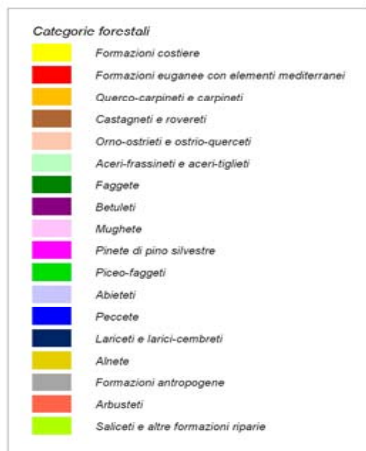 Categorie forestali
Formazioni costiere
Formazioni euganee con elementi mediterranei
Querco-carpineti e carpineti
Castagneti e rovereti
Orno-ostrieti e ostrio-querceti
Aceri-frassineti e aceri-tiglieti
Faggete
Betuleti
Mughete
Pinete di pino silvestre
Piceo-faggeti
Abieteti
Peccete
Lariceti e larici-cembreti
Alnete
Formazioni antropogene
Arbusteti
Saliceti e altre formazioni riparie